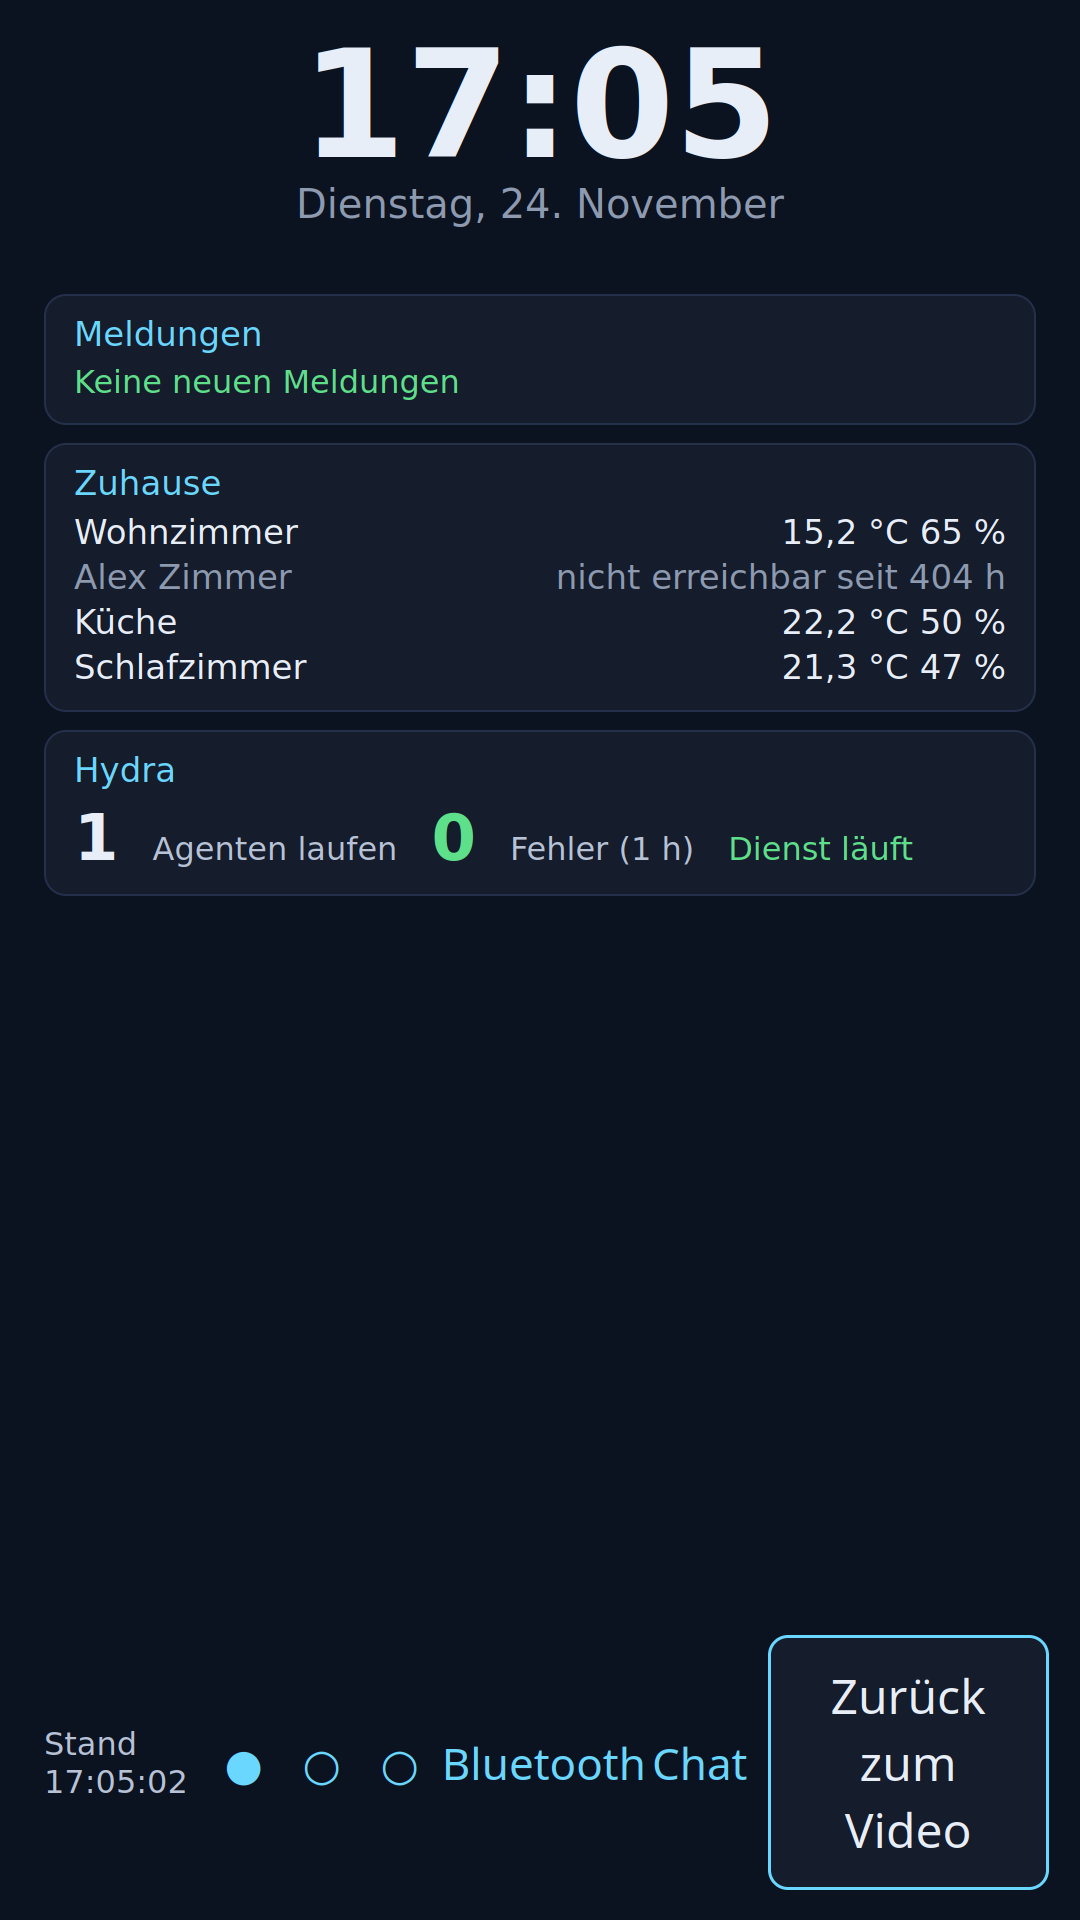 17:05
Dienstag, 24. November
Meldungen
Keine neuen Meldungen
Zuhause
Wohnzimmer 15,2 °C 65 %
Alex Zimmer nicht erreichbar seit 404 h
Küche 22,2 °C 50 %
Schlafzimmer 21,3 °C 47 %
Hydra
1 Agenten laufen 0 Fehler (1 h) Dienst läuft
Stand
17:05:02
Bluetooth Chat
Zurück
zum
Video